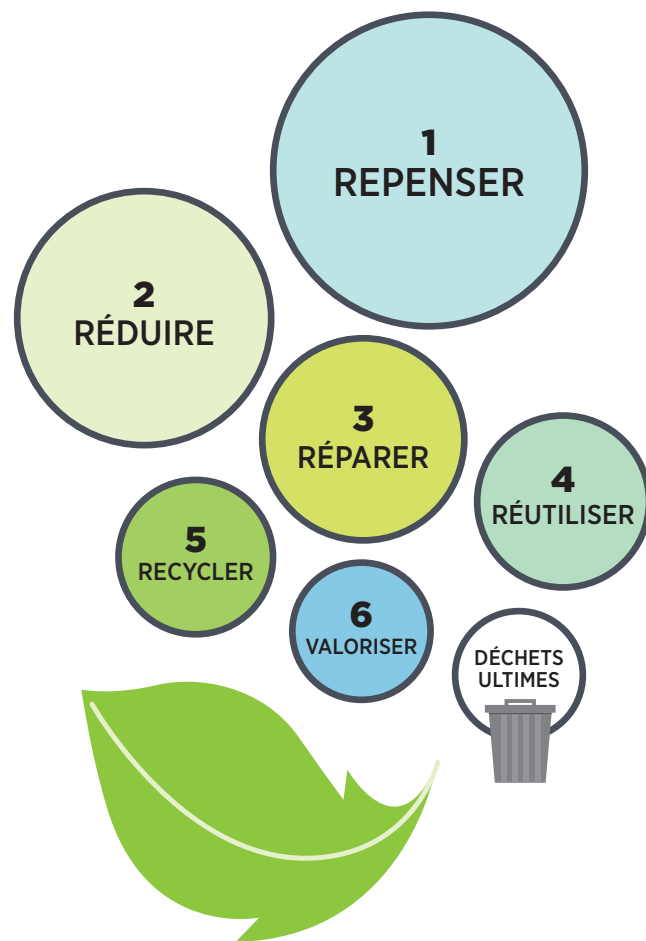 1
REPENSER
2
RÉDUIRE
3
RÉPARER
4
RÉUTILISER
5
RECYCLER
6
VALORISER
DÉCHETS
ULTIMES